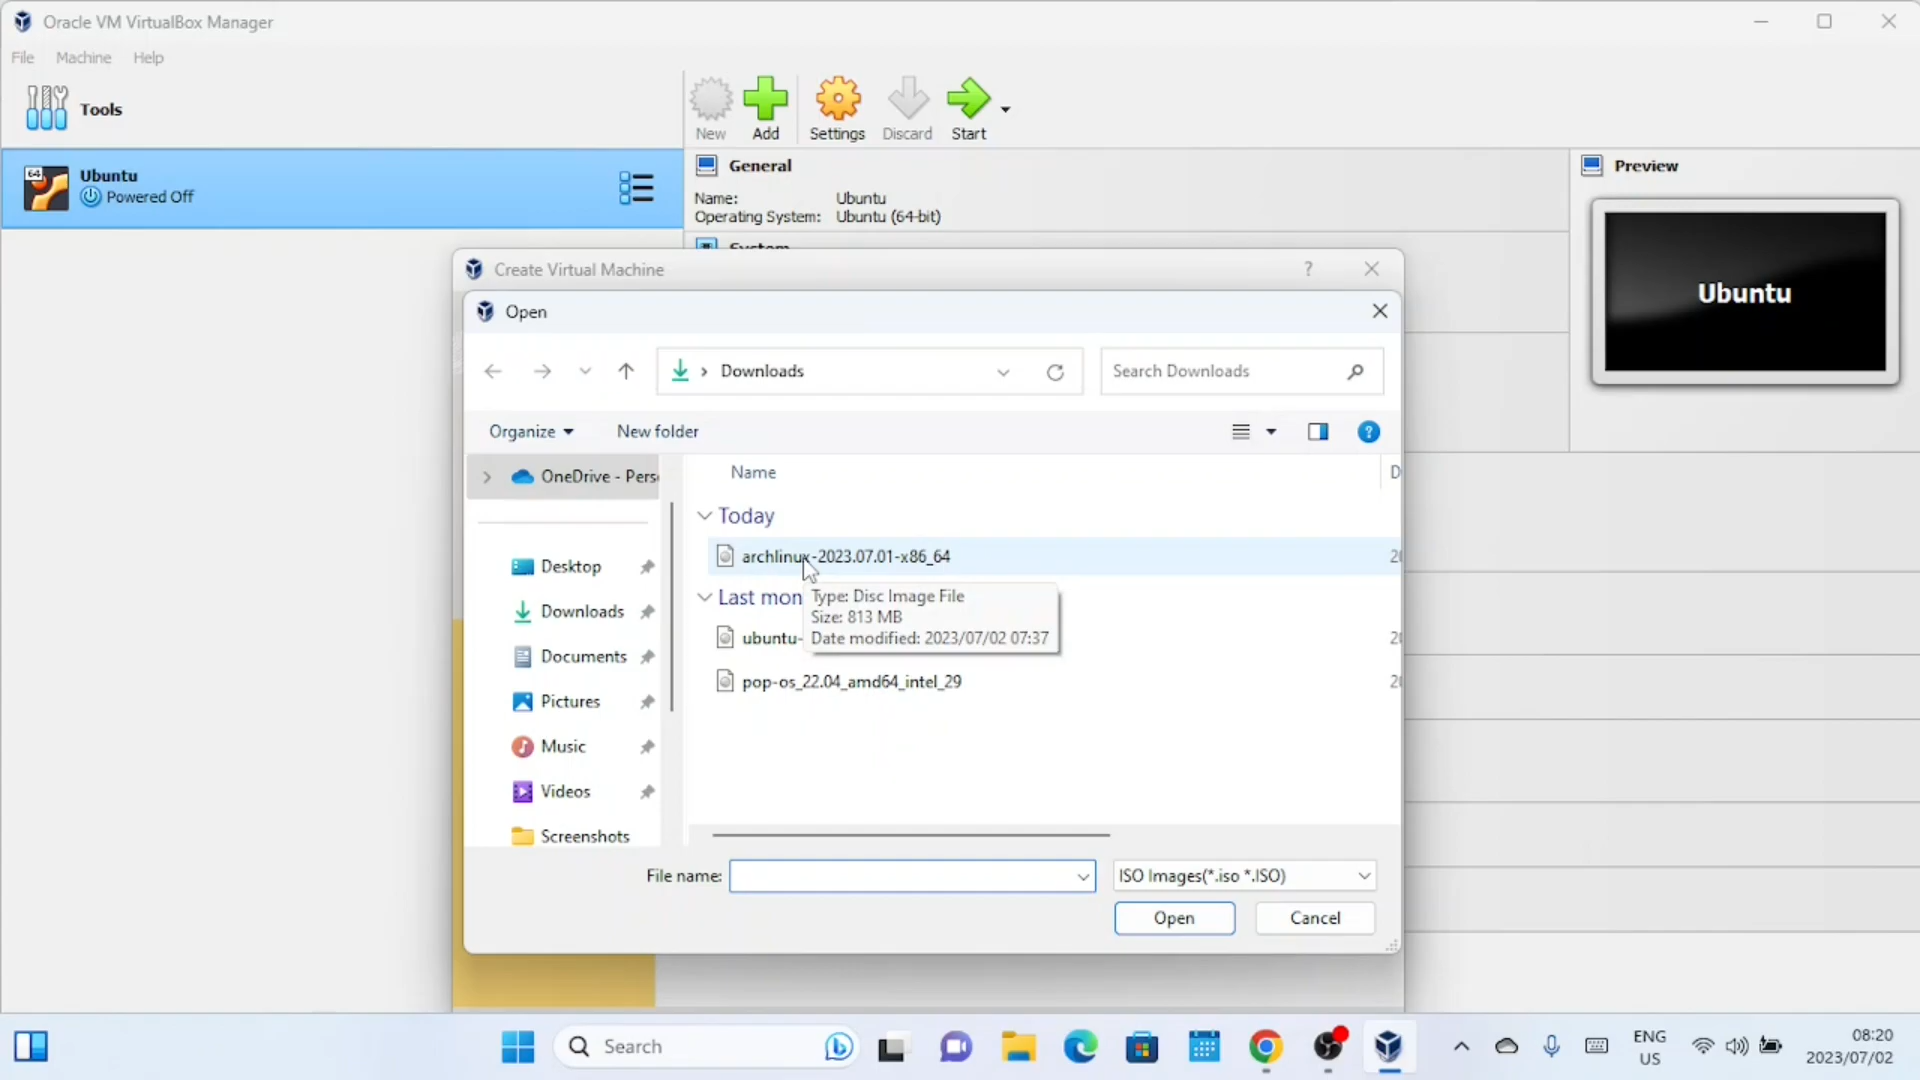 Oracle VM VirtualBox Manager
File Machine Help
Tools
New Add Settings Discard Start
64
Ubuntu
Powered Off
General
Name: Ubuntu
Operating System: Ubuntu (64-bit)
System
Preview
Ubuntu
Create Virtual Machine ?
Open
Downloads
Search Downloads
Organize New folder
?
OneDrive - Pers
Name
D
Today
archlinux-2023.07.01-x86_64
Type: Disc Image File
Size: 813 MB
Date modified: 2023/07/02 07:37
Last mon
ubuntu-
pop-os_22.04_amd64_intel_29
Desktop
Downloads
Documents
Pictures
Music
Videos
Screenshots
File name:
ISO Images(*.iso *.ISO)
Open Cancel
Search
ENG
US
08:20
2023/07/02